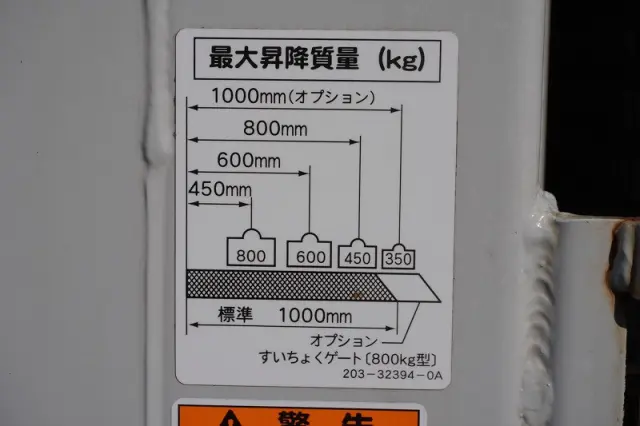 最大昇降質量 (kg)
1000mm(オプション)
800mm
600mm
450mm
800 600 450 350
標準 1000mm
オプション
すいちょくゲート〔800kg型〕
203-32394-0A
警告